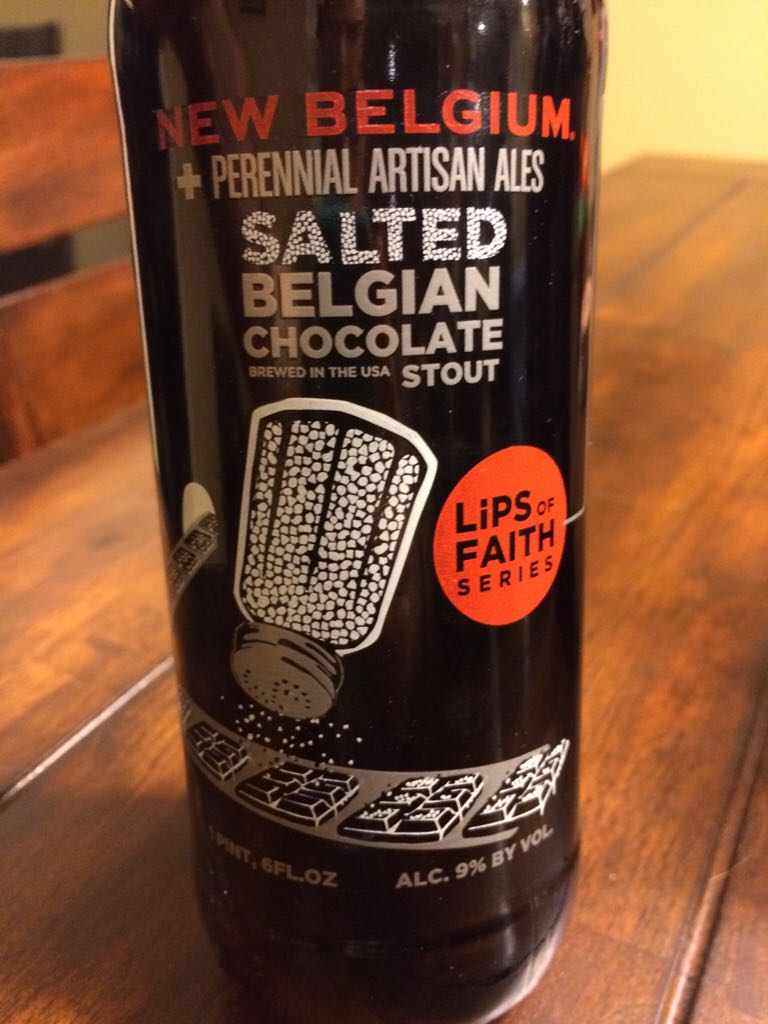 NEW BELGIUM.
+ PERENNIAL ARTISAN ALES
SALTED
BELGIAN
CHOCOLATE
BREWED IN THE USA STOUT
LiPS OF
FAITH
SERIES
1 PINT, 6FL.OZ
ALC. 9% BY VOL.